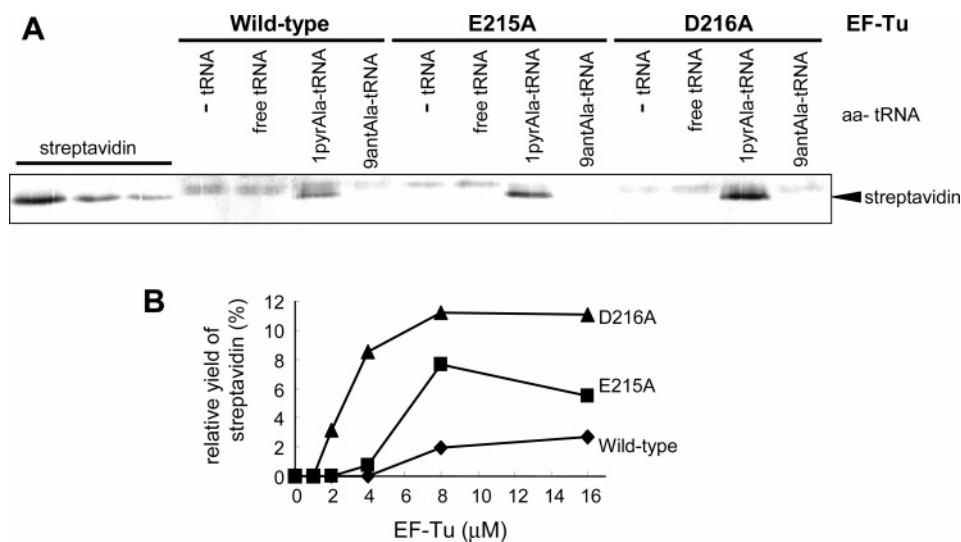 A
Wild-type E215A D216A EF-Tu
– tRNA
free tRNA
1pyrAla-tRNA
9antAla-tRNA
– tRNA
free tRNA
1pyrAla-tRNA
9antAla-tRNA
– tRNA
free tRNA
1pyrAla-tRNA
9antAla-tRNA
aa- tRNA
streptavidin
streptavidin
B
relative yield of
streptavidin (%)
12
10
8
6
4
2
0
D216A
E215A
Wild-type
0 2 4 6 8 10 12 14 16
EF-Tu (μM)